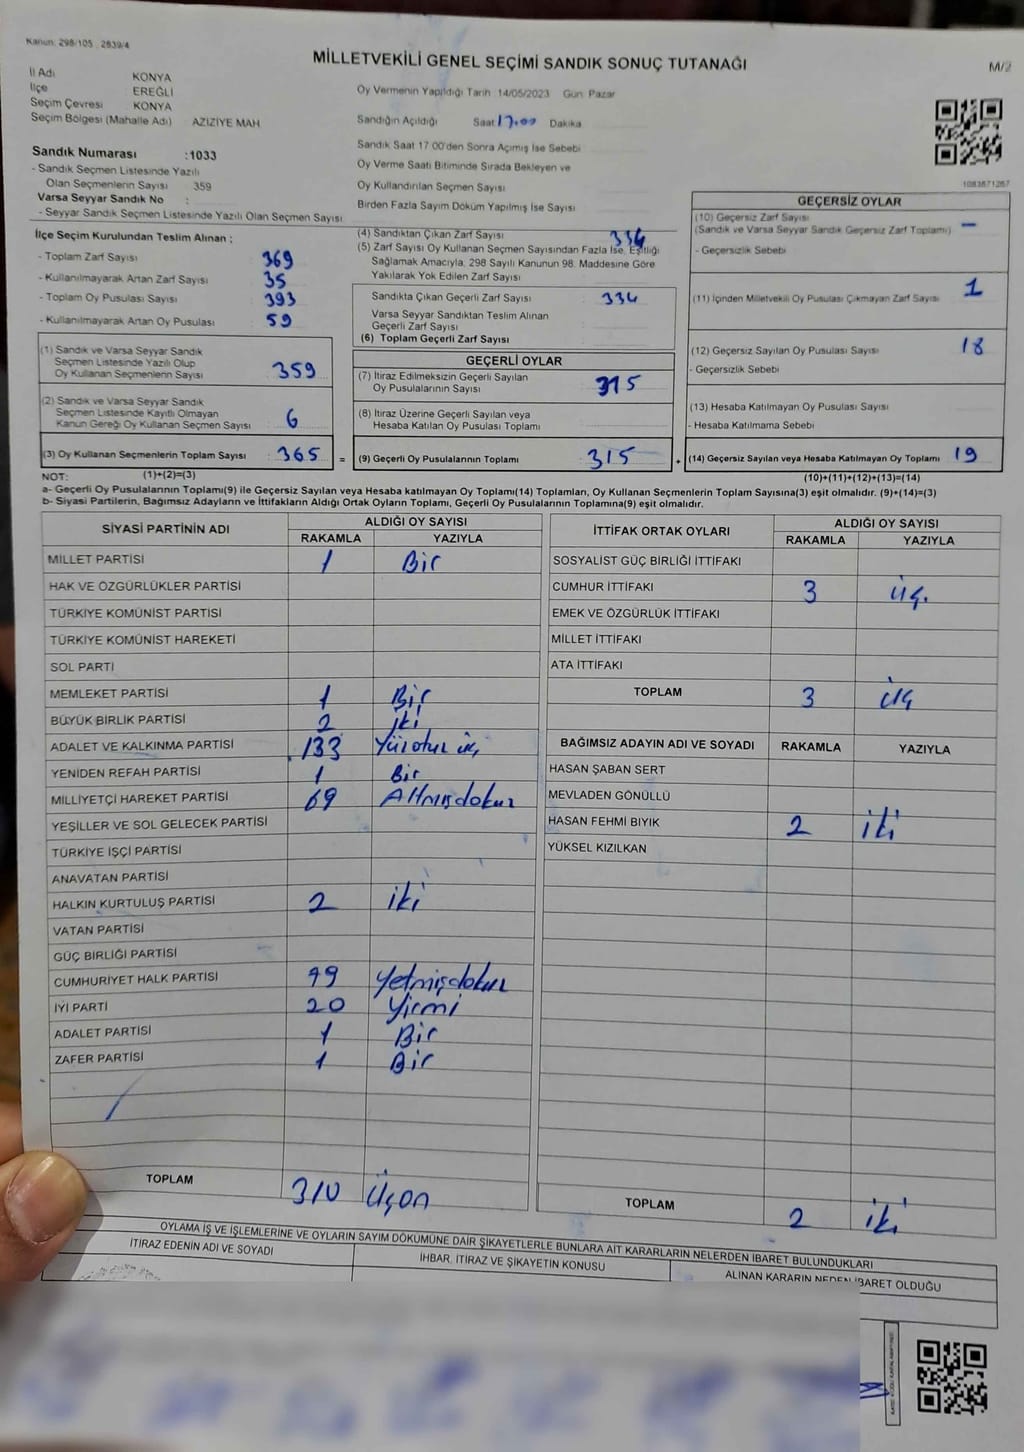 Kanun: 298/105 2839/4
MİLLETVEKİLİ GENEL SEÇİMİ SANDIK SONUÇ TUTANAĞI
M/2
İl Adı KONYA
İlçe EREĞLİ
Seçim Çevresi KONYA
Seçim Bölgesi (Mahalle Adı) AZİZİYE MAH
Sandık Numarası :1033
- Sandık Seçmen Listesinde Yazılı
Olan Seçmenlerin Sayısı 359
Varsa Seyyar Sandık No :
- Seyyar Sandık Seçmen Listesinde Yazılı Olan Seçmen Sayısı
Oy Vermenin Yapıldığı Tarih 14/05/2023 Gün Pazar
Sandığın Açıldığı Saat 17.00 Dakika
Sandık Saat 17 00'den Sonra Açımış İse Sebebi
Oy Verme Saati Bitiminde Sırada Bekleyen ve
Oy Kullandırılan Seçmen Sayısı
Birden Fazla Sayım Döküm Yapılmış İse Sayısı
1083671267
İlçe Seçim Kurulundan Teslim Alınan ;
- Toplam Zarf Sayısı 369
- Kullanılmayarak Artan Zarf Sayısı 35
- Toplam Oy Pusulası Sayısı 393
- Kullanılmayarak Artan Oy Pusulası 59
(1) Sandık ve Varsa Seyyar Sandık
Seçmen Listesinde Yazılı Olup
Oy Kullanan Seçmenlerin Sayısı 359
(2) Sandık ve Varsa Seyyar Sandık
Seçmen Listesinde Kayıtlı Olmayan
Kanun Gereği Oy Kullanan Seçmen Sayısı 6
(3) Oy Kullanan Seçmenlerin Toplam Sayısı 365 =
(4) Sandıktan Çıkan Zarf Sayısı 334
(5) Zarf Sayısı Oy Kullanan Seçmen Sayısından Fazla İse, Eşitliği
Sağlamak Amacıyla, 298 Sayılı Kanunun 98. Maddesine Göre
Yakılarak Yok Edilen Zarf Sayısı
Sandıkta Çıkan Geçerli Zarf Sayısı 334
Varsa Seyyar Sandıktan Teslim Alınan
Geçerli Zarf Sayısı
(6) Toplam Geçerli Zarf Sayısı
GEÇERLİ OYLAR
(7) İtiraz Edilmeksizin Geçerli Sayılan
Oy Pusulalarının Sayısı 315
(8) İtiraz Üzerine Geçerli Sayılan veya
Hesaba Katılan Oy Pusulası Toplamı
(9) Geçerli Oy Pusulalarının Toplamı 315 +
GEÇERSİZ OYLAR
(10) Geçersiz Zarf Sayısı
(Sandık ve Varsa Seyyar Sandık Geçersiz Zarf Toplamı) –
- Geçersizlik Sebebi
(11) İçinden Milletvekili Oy Pusulası Çıkmayan Zarf Sayısı 1
(12) Geçersiz Sayılan Oy Pusulası Sayısı 18
- Geçersizlik Sebebi
(13) Hesaba Katılmayan Oy Pusulası Sayısı
- Hesaba Katılmama Sebebi
(14) Geçersiz Sayılan veya Hesaba Katılmayan Oy Toplamı 19
NOT: (1)+(2)=(3) (10)+(11)+(12)+(13)=(14)
a- Geçerli Oy Pusulalarının Toplamı(9) ile Geçersiz Sayılan veya Hesaba katılmayan Oy Toplamı(14) Toplamları, Oy Kullanan Seçmenlerin Toplam Sayısına(3) eşit olmalıdır. (9)+(14)=(3)
b- Siyasi Partilerin, Bağımsız Adayların ve İttifakların Aldığı Ortak Oyların Toplamı, Geçerli Oy Pusulalarının Toplamına(9) eşit olmalıdır.
SİYASİ PARTİNİN ADI ALDIĞI OY SAYISI
RAKAMLA YAZIYLA
MİLLET PARTİSİ 1 Bir
HAK VE ÖZGÜRLÜKLER PARTİSİ
TÜRKİYE KOMÜNİST PARTİSİ
TÜRKİYE KOMÜNİST HAREKETİ
SOL PARTİ
MEMLEKET PARTİSİ 1 Bir
BÜYÜK BİRLİK PARTİSİ 2 İki
ADALET VE KALKINMA PARTİSİ 133 Yüzotuz üç
YENİDEN REFAH PARTİSİ 1 Bir
MİLLİYETÇİ HAREKET PARTİSİ 69 Altmışdokuz
YEŞİLLER VE SOL GELECEK PARTİSİ
TÜRKİYE İŞÇİ PARTİSİ
ANAVATAN PARTİSİ
HALKIN KURTULUŞ PARTİSİ 2 iki
VATAN PARTİSİ
GÜÇ BİRLİĞİ PARTİSİ
CUMHURİYET HALK PARTİSİ 79 Yetmişdokuz
İYİ PARTİ 20 Yirmi
ADALET PARTİSİ 1 Bir
ZAFER PARTİSİ 1 Bir
TOPLAM 310 Üçon
İTTİFAK ORTAK OYLARI ALDIĞI OY SAYISI
RAKAMLA YAZIYLA
SOSYALİST GÜÇ BİRLİĞİ İTTİFAKI
CUMHUR İTTİFAKI 3 üç.
EMEK VE ÖZGÜRLÜK İTTİFAKI
MİLLET İTTİFAKI
ATA İTTİFAKI
TOPLAM 3 üç
BAĞIMSIZ ADAYIN ADI VE SOYADI RAKAMLA YAZIYLA
HASAN ŞABAN SERT
MEVLADEN GÖNÜLLÜ
HASAN FEHMİ BIYIK 2 iki
YÜKSEL KIZILKAN
TOPLAM 2 iki
OYLAMA İŞ VE İŞLEMLERİNE VE OYLARIN SAYIM DÖKÜMÜNE DAİR ŞİKAYETLERLE BUNLARA AİT KARARLARIN NELERDEN İBARET BULUNDUKLARI
İTİRAZ EDENİN ADI VE SOYADI
İHBAR, İTİRAZ VE ŞİKAYETİN KONUSU
ALINAN KARARIN NEDEN İBARET OLDUĞU